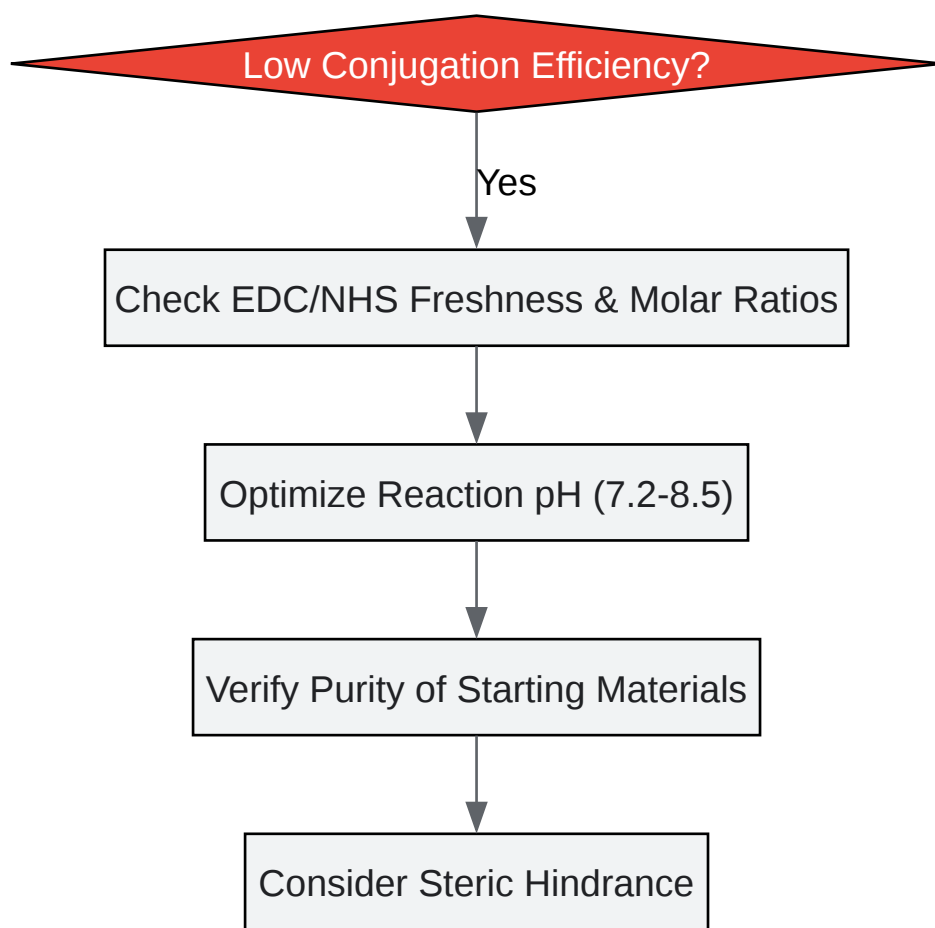 Low Conjugation Efficiency?
Yes
Check EDC/NHS Freshness & Molar Ratios
Optimize Reaction pH (7.2-8.5)
Verify Purity of Starting Materials
Consider Steric Hindrance